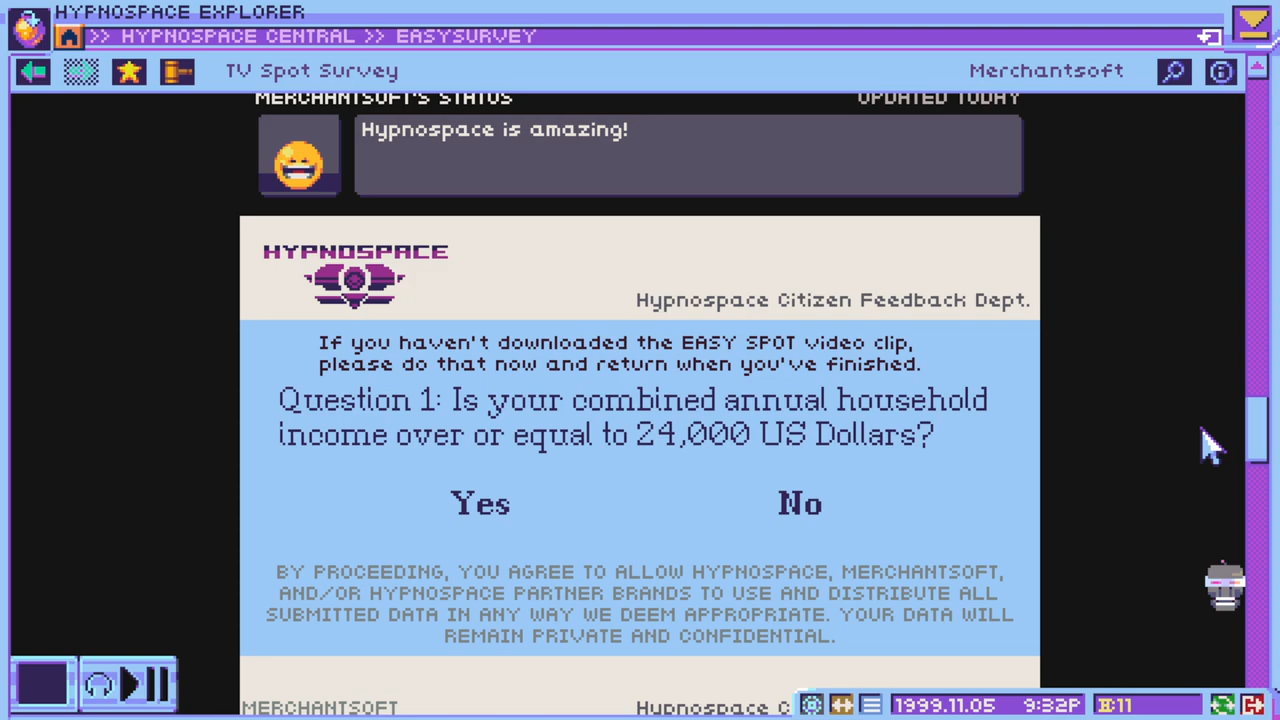 HYPNOSPACE EXPLORER
>> HYPNOSPACE CENTRAL >> EASYSURVEY
TV Spot Survey
Merchantsoft
MERCHANTSOFT'S STATUS
UPDATED TODAY
Hypnospace is amazing!
HYPNOSPACE
Hypnospace Citizen Feedback Dept.
If you haven't downloaded the EASY SPOT video clip,
please do that now and return when you've finished.
Question 1: Is your combined annual household
income over or equal to 24,000 US Dollars?
Yes
No
BY PROCEEDING, YOU AGREE TO ALLOW HYPNOSPACE, MERCHANTSOFT,
AND/OR HYPNOSPACE PARTNER BRANDS TO USE AND DISTRIBUTE ALL
SUBMITTED DATA IN ANY WAY WE DEEM APPROPRIATE. YOUR DATA WILL
REMAIN PRIVATE AND CONFIDENTIAL.
MERCHANTSOFT
Hypnospace C
1999.11.05 9:32P
11